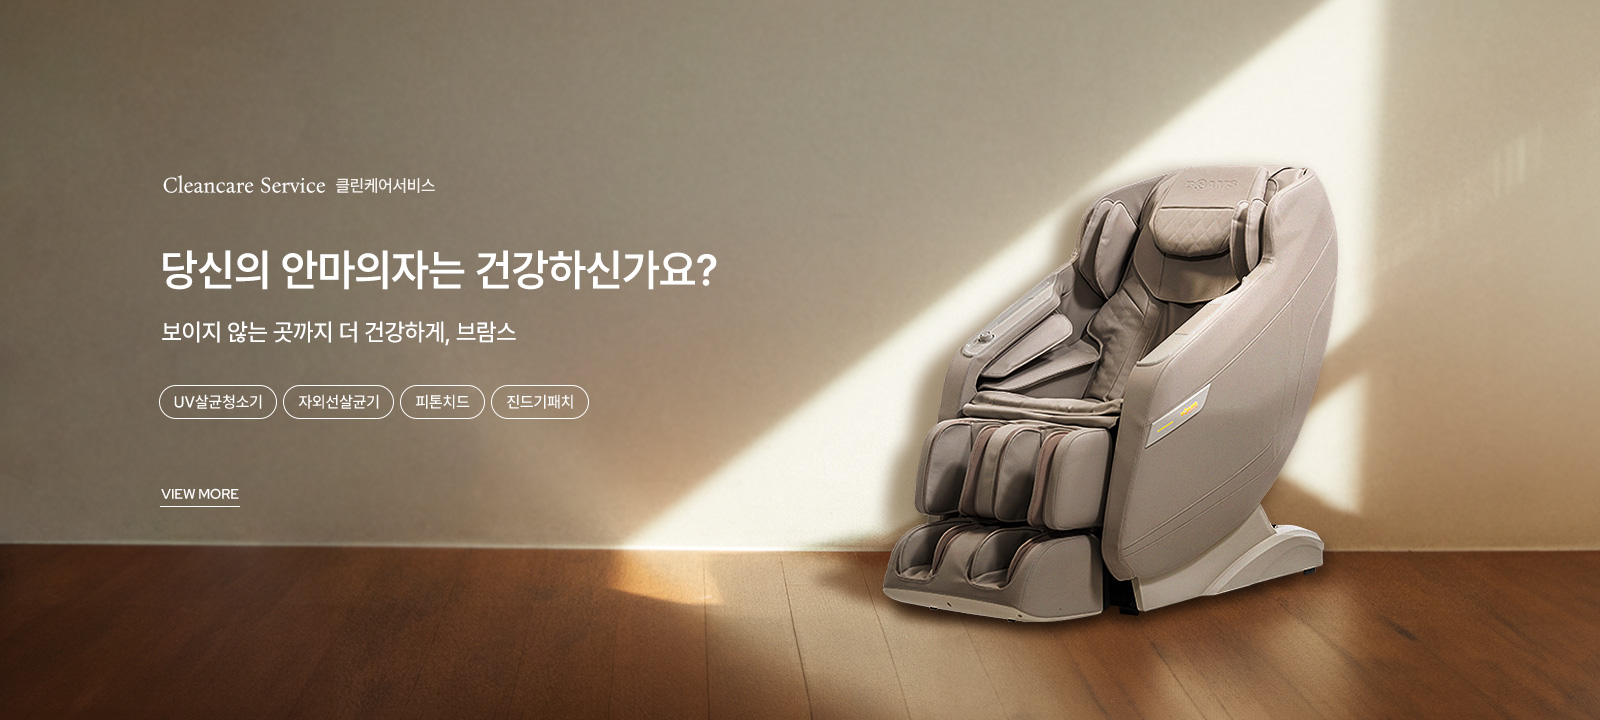 Cleancare Service 클린케어서비스
당신의 안마의자는 건강하신가요?
보이지 않는 곳까지 더 건강하게, 브람스
UV살균청소기 자외선살균기 피톤치드 진드기패치
VIEW MORE